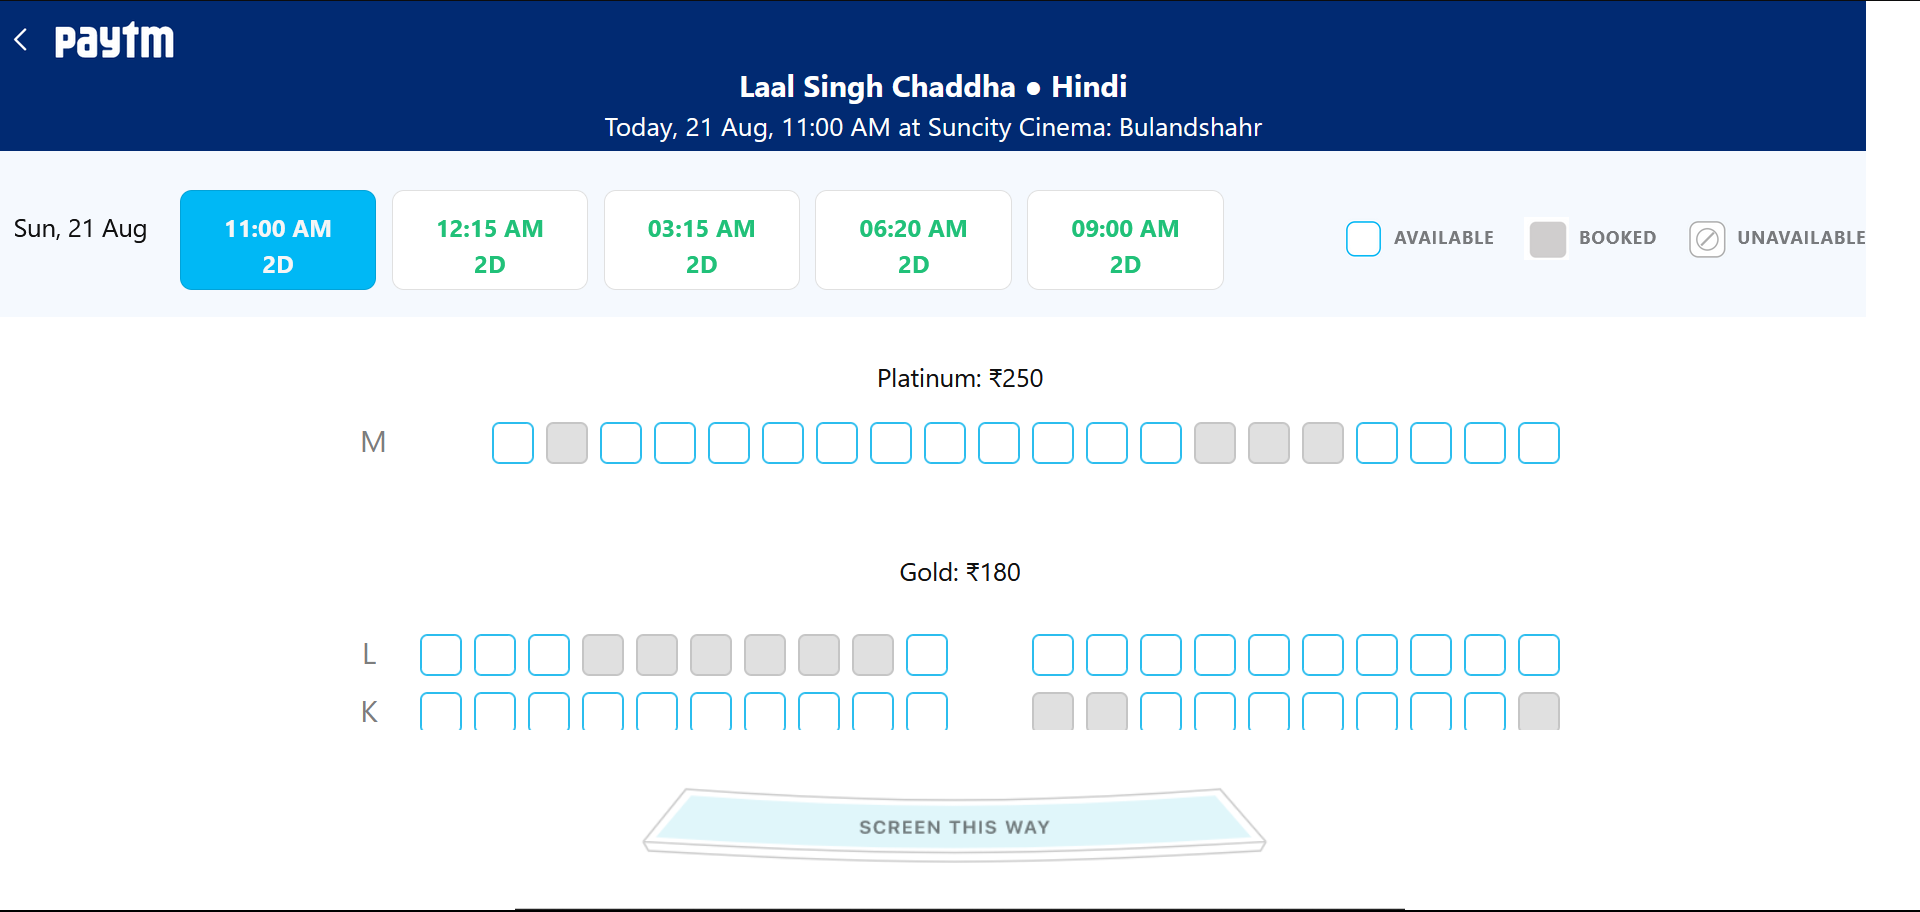 paytm
Laal Singh Chaddha ● Hindi
Today, 21 Aug, 11:00 AM at Suncity Cinema: Bulandshahr
Sun, 21 Aug
11:00 AM
2D
12:15 AM
2D
03:15 AM
2D
06:20 AM
2D
09:00 AM
2D
AVAILABLE
BOOKED
UNAVAILABLE
Platinum: ₹250
M
Gold: ₹180
L
K
SCREEN THIS WAY